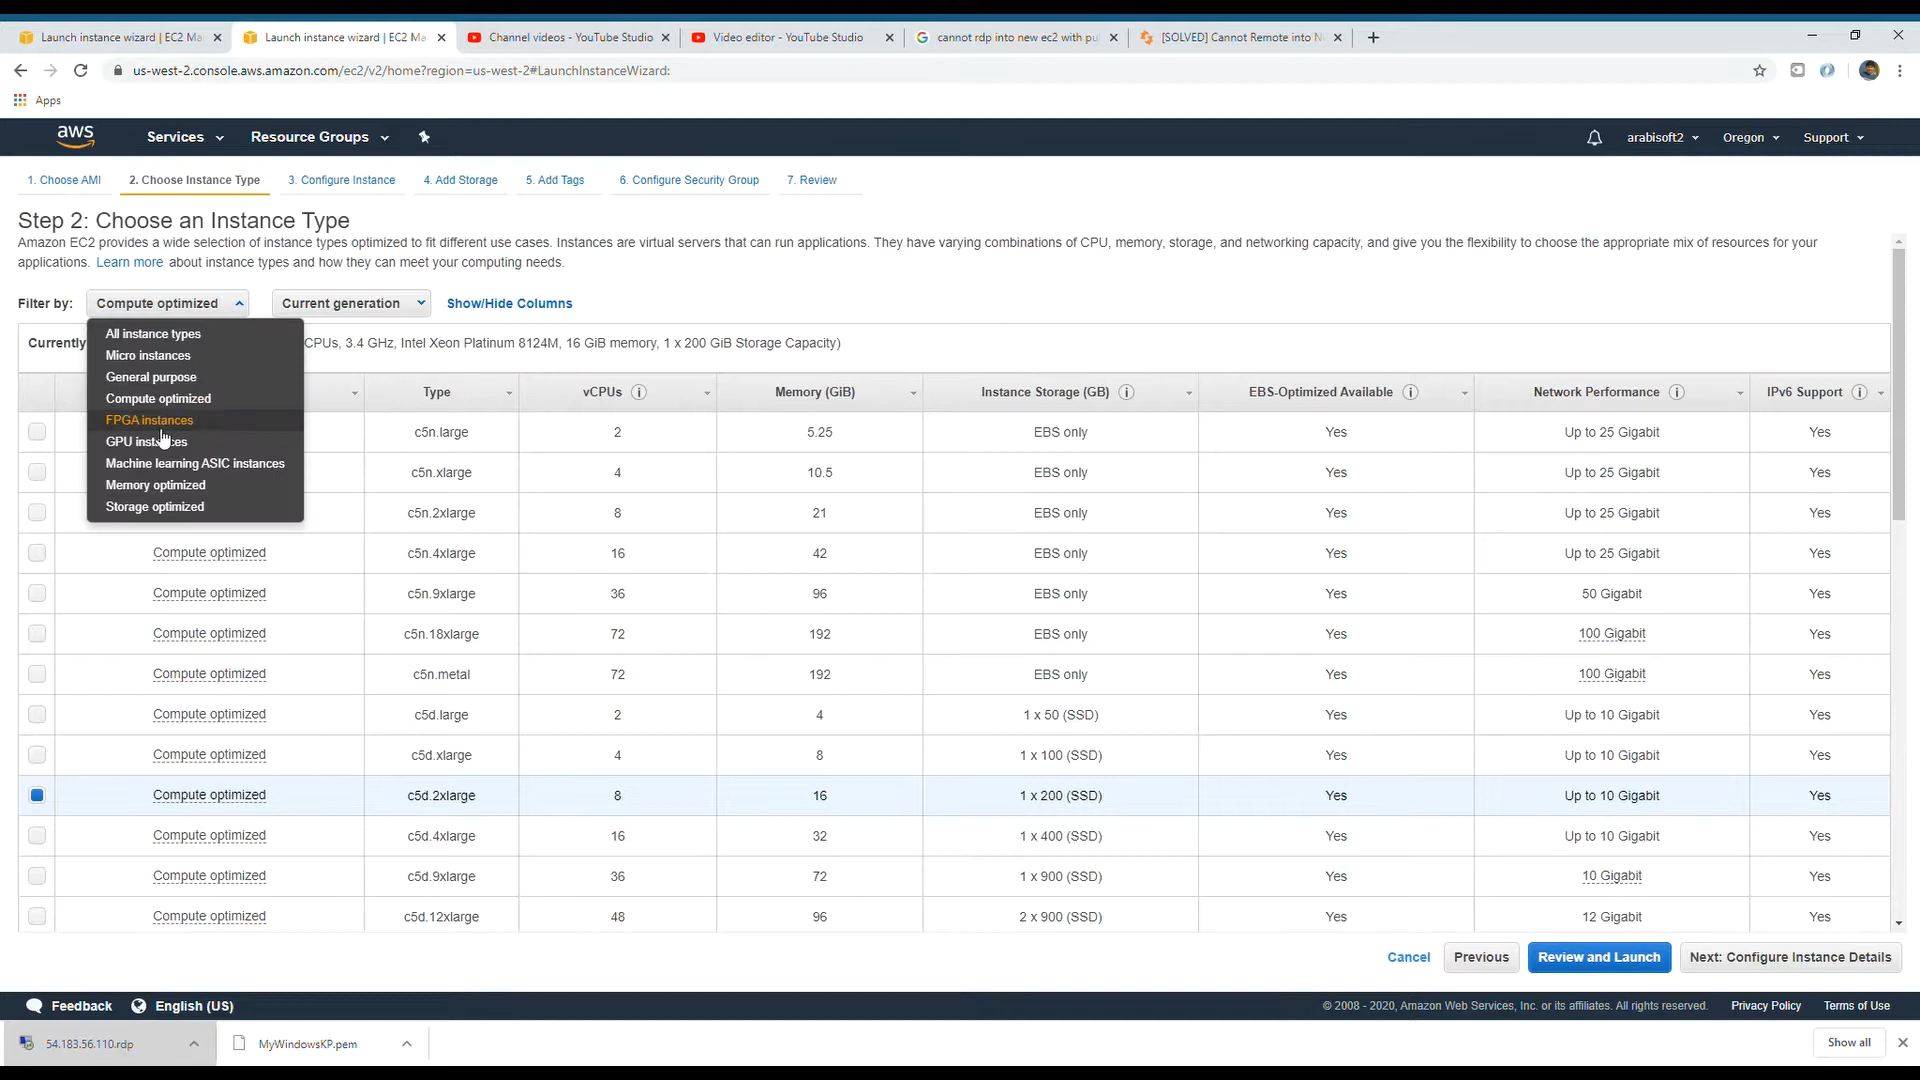 Launch instance wizard | EC2 Ma
Launch instance wizard | EC2 Ma
Channel videos - YouTube Studio
Video editor - YouTube Studio
cannot rdp into new ec2 with pu
[SOLVED] Cannot Remote into N
us-west-2.console.aws.amazon.com/ec2/v2/home?region=us-west-2#LaunchInstanceWizard:
Apps
aws
Services
Resource Groups
arabisoft2
Oregon
Support
1. Choose AMI
2. Choose Instance Type
3. Configure Instance
4. Add Storage
5. Add Tags
6. Configure Security Group
7. Review
Step 2: Choose an Instance Type
Amazon EC2 provides a wide selection of instance types optimized to fit different use cases. Instances are virtual servers that can run applications. They have varying combinations of CPU, memory, storage, and networking capacity, and give you the flexibility to choose the appropriate mix of resources for your
applications. Learn more about instance types and how they can meet your computing needs.
Filter by: Compute optimized Current generation Show/Hide Columns
All instance types
Micro instances
General purpose
Compute optimized
FPGA instances
GPU instances
Machine learning ASIC instances
Memory optimized
Storage optimized
Currently CPUs, 3.4 GHz, Intel Xeon Platinum 8124M, 16 GiB memory, 1 x 200 GiB Storage Capacity)
Type vCPUs Memory (GiB) Instance Storage (GB) EBS-Optimized Available Network Performance IPv6 Support
c5n.large 2 5.25 EBS only Yes Up to 25 Gigabit Yes
c5n.xlarge 4 10.5 EBS only Yes Up to 25 Gigabit Yes
c5n.2xlarge 8 21 EBS only Yes Up to 25 Gigabit Yes
Compute optimized c5n.4xlarge 16 42 EBS only Yes Up to 25 Gigabit Yes
Compute optimized c5n.9xlarge 36 96 EBS only Yes 50 Gigabit Yes
Compute optimized c5n.18xlarge 72 192 EBS only Yes 100 Gigabit Yes
Compute optimized c5n.metal 72 192 EBS only Yes 100 Gigabit Yes
Compute optimized c5d.large 2 4 1 x 50 (SSD) Yes Up to 10 Gigabit Yes
Compute optimized c5d.xlarge 4 8 1 x 100 (SSD) Yes Up to 10 Gigabit Yes
Compute optimized c5d.2xlarge 8 16 1 x 200 (SSD) Yes Up to 10 Gigabit Yes
Compute optimized c5d.4xlarge 16 32 1 x 400 (SSD) Yes Up to 10 Gigabit Yes
Compute optimized c5d.9xlarge 36 72 1 x 900 (SSD) Yes 10 Gigabit Yes
Compute optimized c5d.12xlarge 48 96 2 x 900 (SSD) Yes 12 Gigabit Yes
Cancel
Previous
Review and Launch
Next: Configure Instance Details
Feedback
English (US)
© 2008 - 2020, Amazon Web Services, Inc. or its affiliates. All rights reserved.
Privacy Policy
Terms of Use
54.183.56.110.rdp
MyWindowsKP.pem
Show all